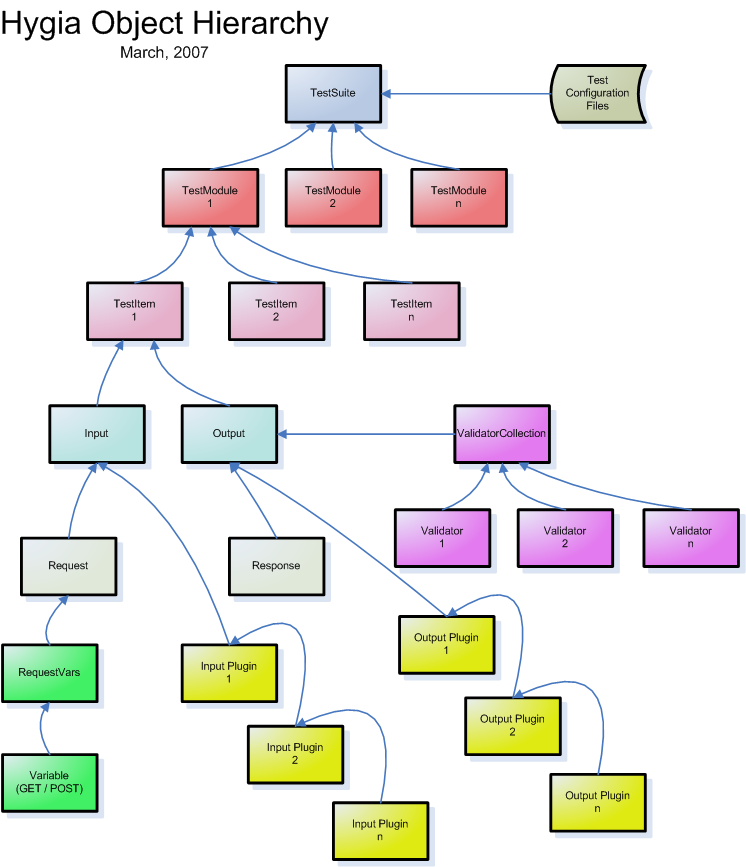 Hygia Object Hierarchy
March, 2007
TestSuite
Test
Configuration
Files
TestModule
1
TestModule
2
TestModule
n
TestItem
1
TestItem
2
TestItem
n
Input
Output
ValidatorCollection
Validator
1
Validator
2
Validator
n
Request
Response
Output Plugin
1
RequestVars
Input Plugin
1
Output Plugin
2
Input Plugin
2
Variable
(GET / POST)
Output Plugin
n
Input Plugin
n